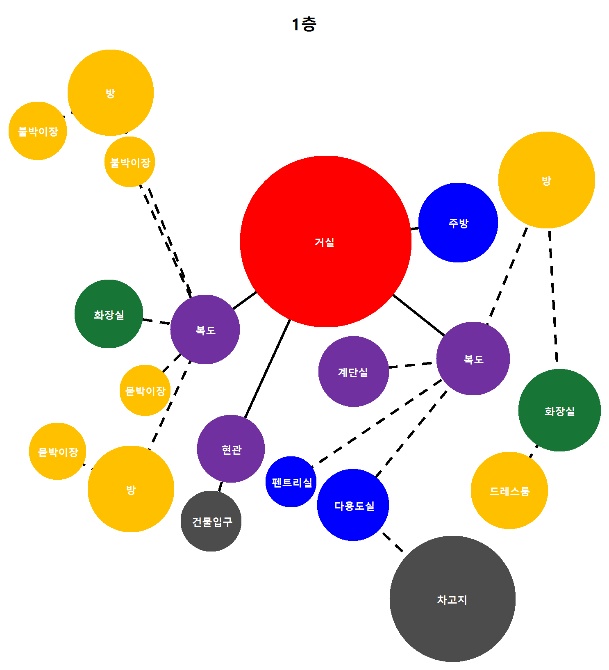 1층
방
붙박이장
붙박이장
거실
방
주방
화장실
복도
계단실
복도
붙박이장
화장실
붙박이장
현관
방
펜트리실
다용도실
드레스룸
건물입구
차고지